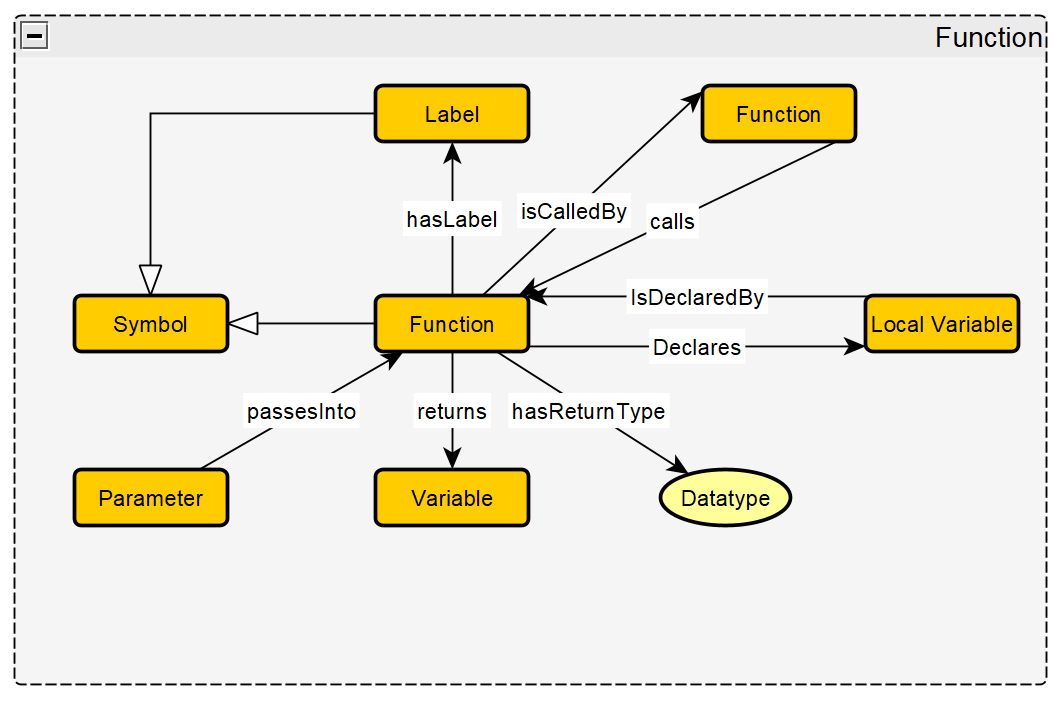 Function
Label
Function
isCalledBy
hasLabel
calls
IsDeclaredBy
Symbol
Function
Local Variable
Declares
passesInto
returns
hasReturnType
Parameter
Variable
Datatype